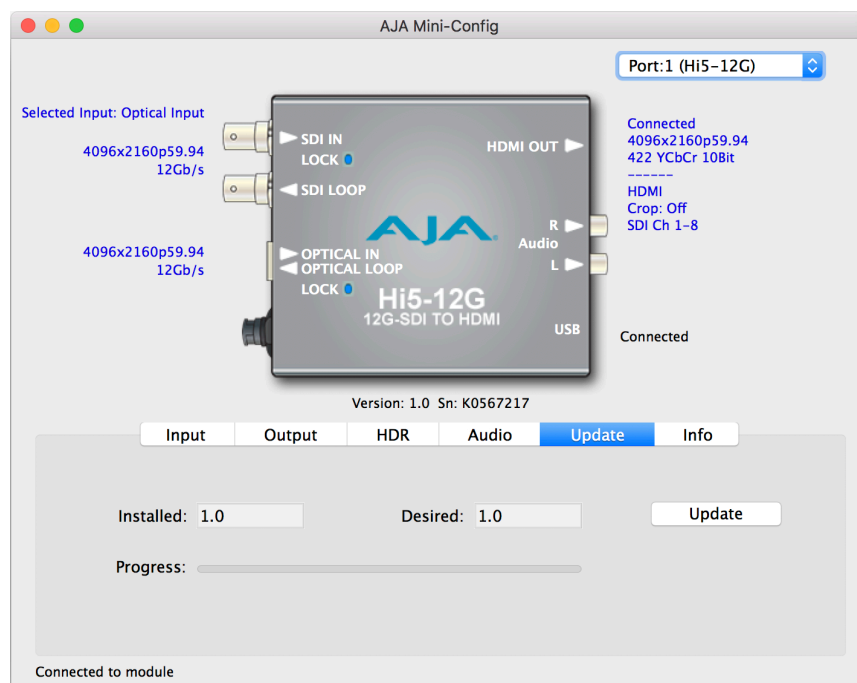 AJA Mini-Config
Port:1 (Hi5-12G)
Selected Input: Optical Input
4096x2160p59.94
12Gb/s
4096x2160p59.94
12Gb/s
SDI IN
LOCK
SDI LOOP
HDMI OUT
AJA
R
Audio
L
OPTICAL IN
OPTICAL LOOP
LOCK
Hi5-12G
12G-SDI TO HDMI
USB
Connected
4096x2160p59.94
422 YCbCr 10Bit
------
HDMI
Crop: Off
SDI Ch 1-8
Connected
Version: 1.0 Sn: K0567217
Input Output HDR Audio Update Info
Installed: 1.0 Desired: 1.0 Update
Progress:
Connected to module